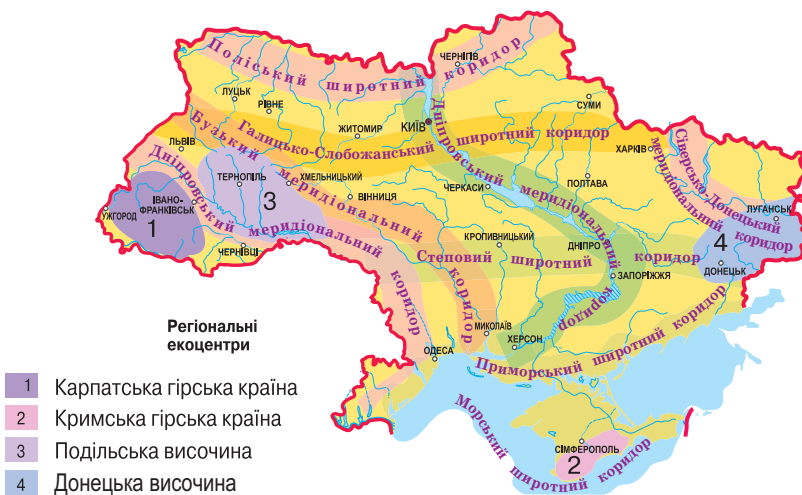 Поліський широтний коридор
ЧЕРНІГІВ
ЛУЦЬК
РІВНЕ
СУМИ
КИЇВ
ЖИТОМИР
ЛЬВІВ
ХАРКІВ
Галицько-Слобожанський широтний коридор
Бузький меридіональний коридор
Дніпровський меридіональний коридор
Дніпровський меридіональний коридор
Сіверсько-Донецький меридіональний коридор
ТЕРНОПІЛЬ
ХМЕЛЬНИЦЬКИЙ
3
ВІННИЦЯ
ЧЕРКАСИ
ПОЛТАВА
ЛУГАНСЬК
ІВАНО-
ФРАНКІВСЬК
УЖГОРОД
1
ЧЕРНІВЦІ
КРОПИВНИЦЬКИЙ
ДНІПРО
4
ДОНЕЦЬК
Степовий широтний коридор
ЗАПОРІЖЖЯ
МИКОЛАЇВ
ХЕРСОН
ОДЕСА
Приморський широтний коридор
Морський широтний коридор
СІМФЕРОПОЛЬ
2
Регіональні
екоцентри
1 Карпатська гірська країна
2 Кримська гірська країна
3 Подільська височина
4 Донецька височина